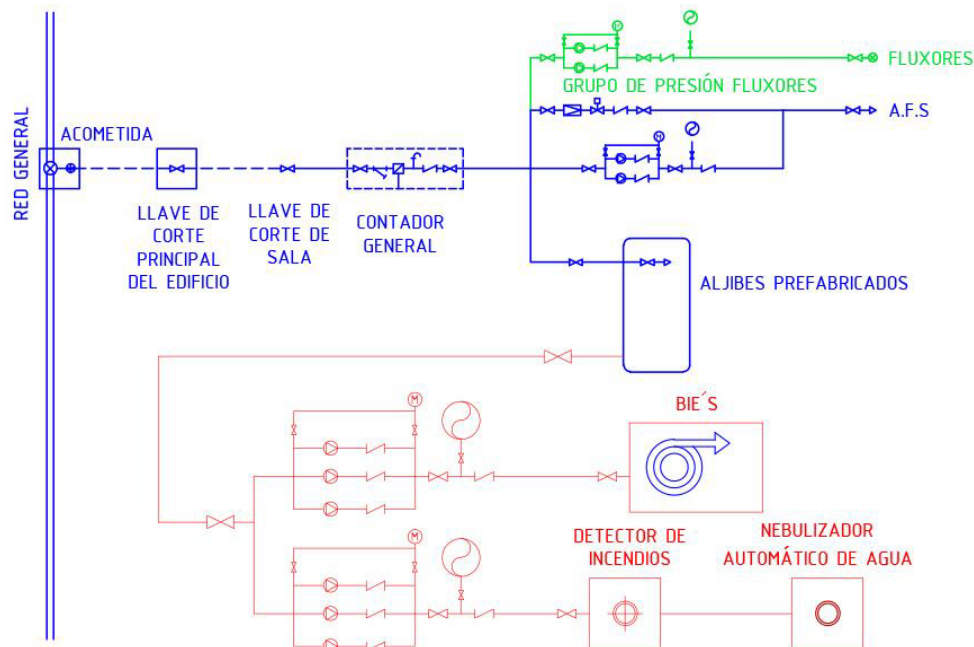 FLUXORES
GRUPO DE PRESIÓN FLUXORES
A.F.S
M
RED GENERAL
ACOMETIDA
LLAVE DE
CORTE
PRINCIPAL
DEL EDIFICIO
LLAVE DE
CORTE DE
SALA
CONTADOR
GENERAL
M
ALJIBES PREFABRICADOS
M
BIE´S
M
DETECTOR DE
INCENDIOS
NEBULIZADOR
AUTOMÁTICO DE AGUA